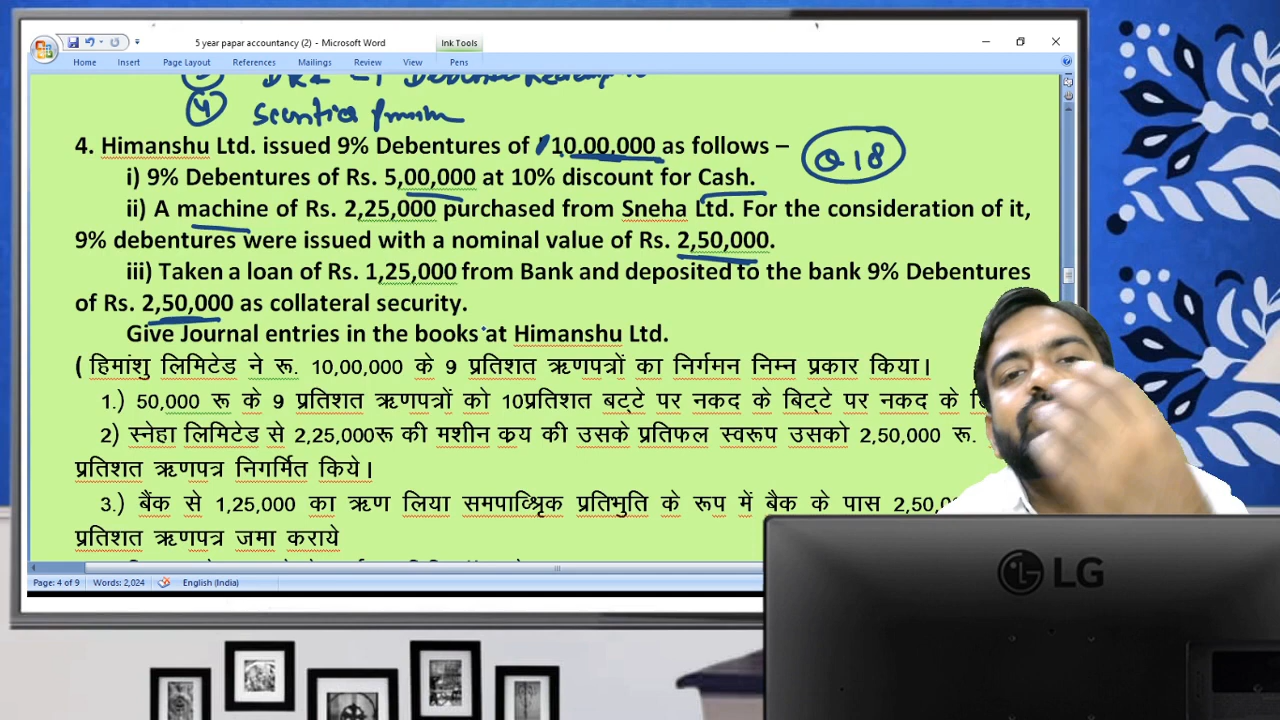 5 year papar accountancy (2) - Microsoft Word
Ink Tools
Home Insert Page Layout References Mailings Review View Pens
④ Securities
4. Himanshu Ltd. issued 9% Debentures of 10,00,000 as follows –
Q 18
i) 9% Debentures of Rs. 5,00,000 at 10% discount for Cash.
ii) A machine of Rs. 2,25,000 purchased from Sneha Ltd. For the consideration of it,
9% debentures were issued with a nominal value of Rs. 2,50,000.
iii) Taken a loan of Rs. 1,25,000 from Bank and deposited to the bank 9% Debentures
of Rs. 2,50,000 as collateral security.
Give Journal entries in the books at Himanshu Ltd.
( हिमांशु लिमिटेड ने रू. 10,00,000 के 9 प्रतिशत ऋणपत्रों का निर्गमन निम्न प्रकार किया।
1.) 50,000 रू के 9 प्रतिशत ऋणपत्रों को 10प्रतिशत बट्टे पर नकद के बिट्टे पर नकद के
2) स्नेहा लिमिटेड से 2,25,000रू की मशीन क्रय की उसके प्रतिफल स्वरूप उसको 2,50,000 रू.
प्रतिशत ऋणपत्र निगर्मित किये।
3.) बैंक से 1,25,000 का ऋण लिया समपाश्व्रिक प्रतिभुति के रूप में बैक के पास
प्रतिशत ऋणपत्र जमा कराये
Page: 4 of 9 Words: 2,024 English (India)
LG